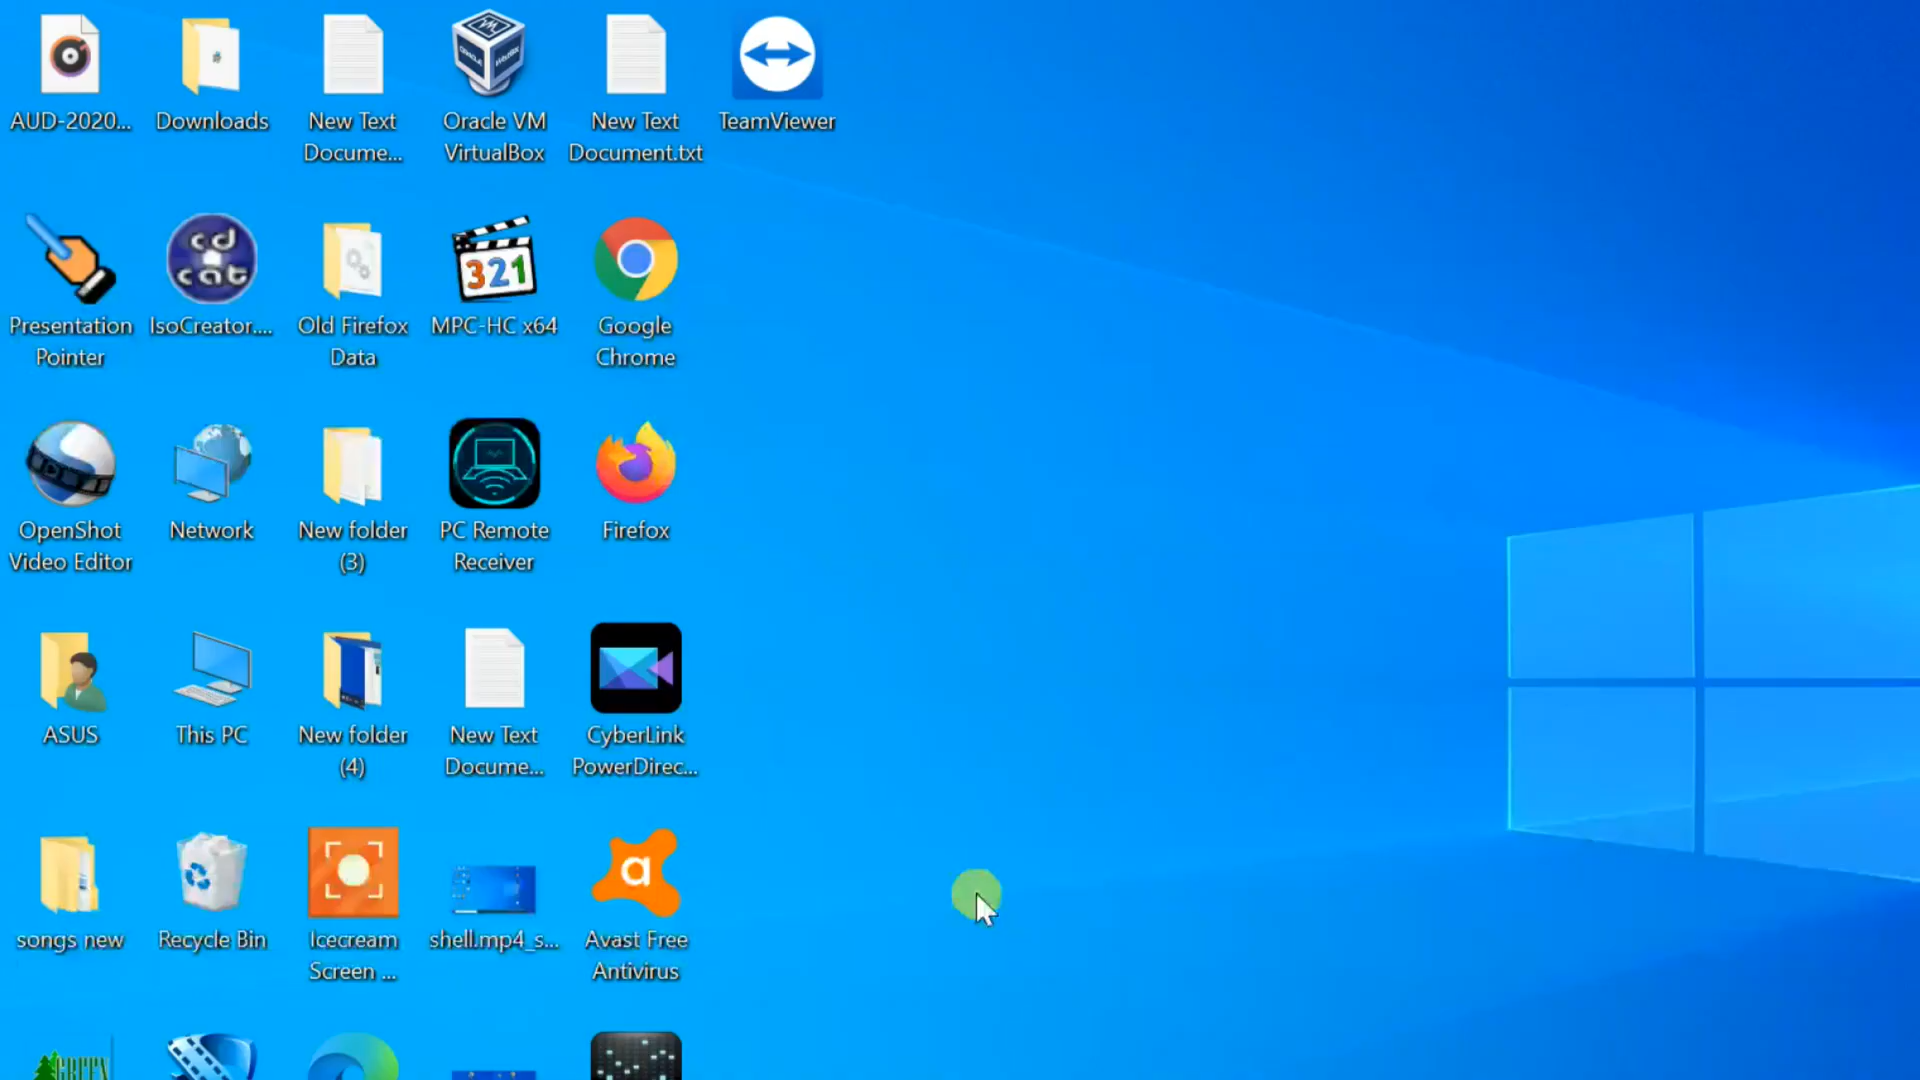 AUD-2020...
Downloads
New Text
Docume...
Oracle VM
VirtualBox
New Text
Document.txt
TeamViewer
cd
cat
321
Presentation
Pointer
IsoCreator....
Old Firefox
Data
MPC-HC x64
Google
Chrome
OpenShot
Video Editor
Network
New folder
(3)
PC Remote
Receiver
Firefox
ASUS
This PC
New folder
(4)
New Text
Docume...
CyberLink
PowerDirec...
a
songs new
Recycle Bin
Icecream
Screen ...
shell.mp4_s...
Avast Free
Antivirus